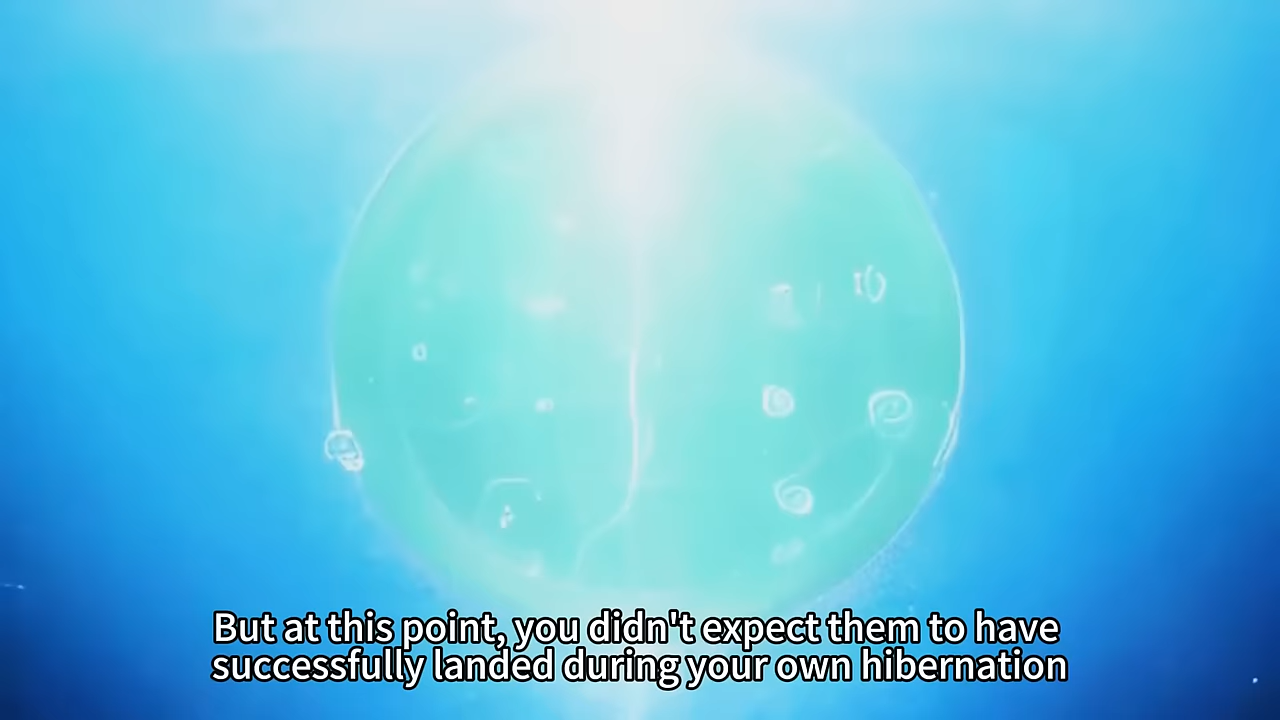 But at this point, you didn't expect them to have
successfully landed during your own hibernation